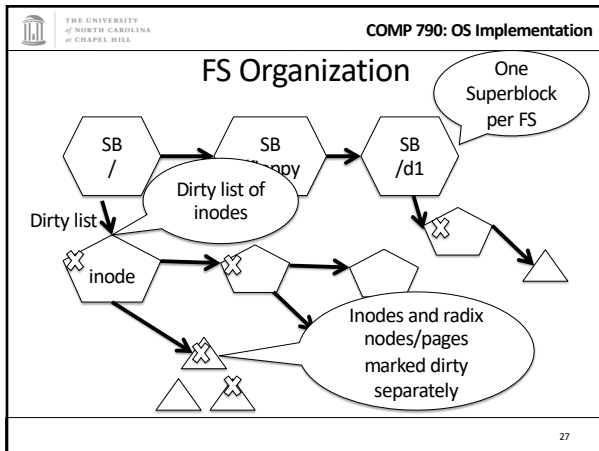 THE UNIVERSITY
of NORTH CAROLINA
at CHAPEL HILL
COMP 790: OS Implementation
FS Organization
One
Superblock
per FS
SB
/
SB
SB
/d1
Dirty list of
inodes
Dirty list
inode
Inodes and radix
nodes/pages
marked dirty
separately
27